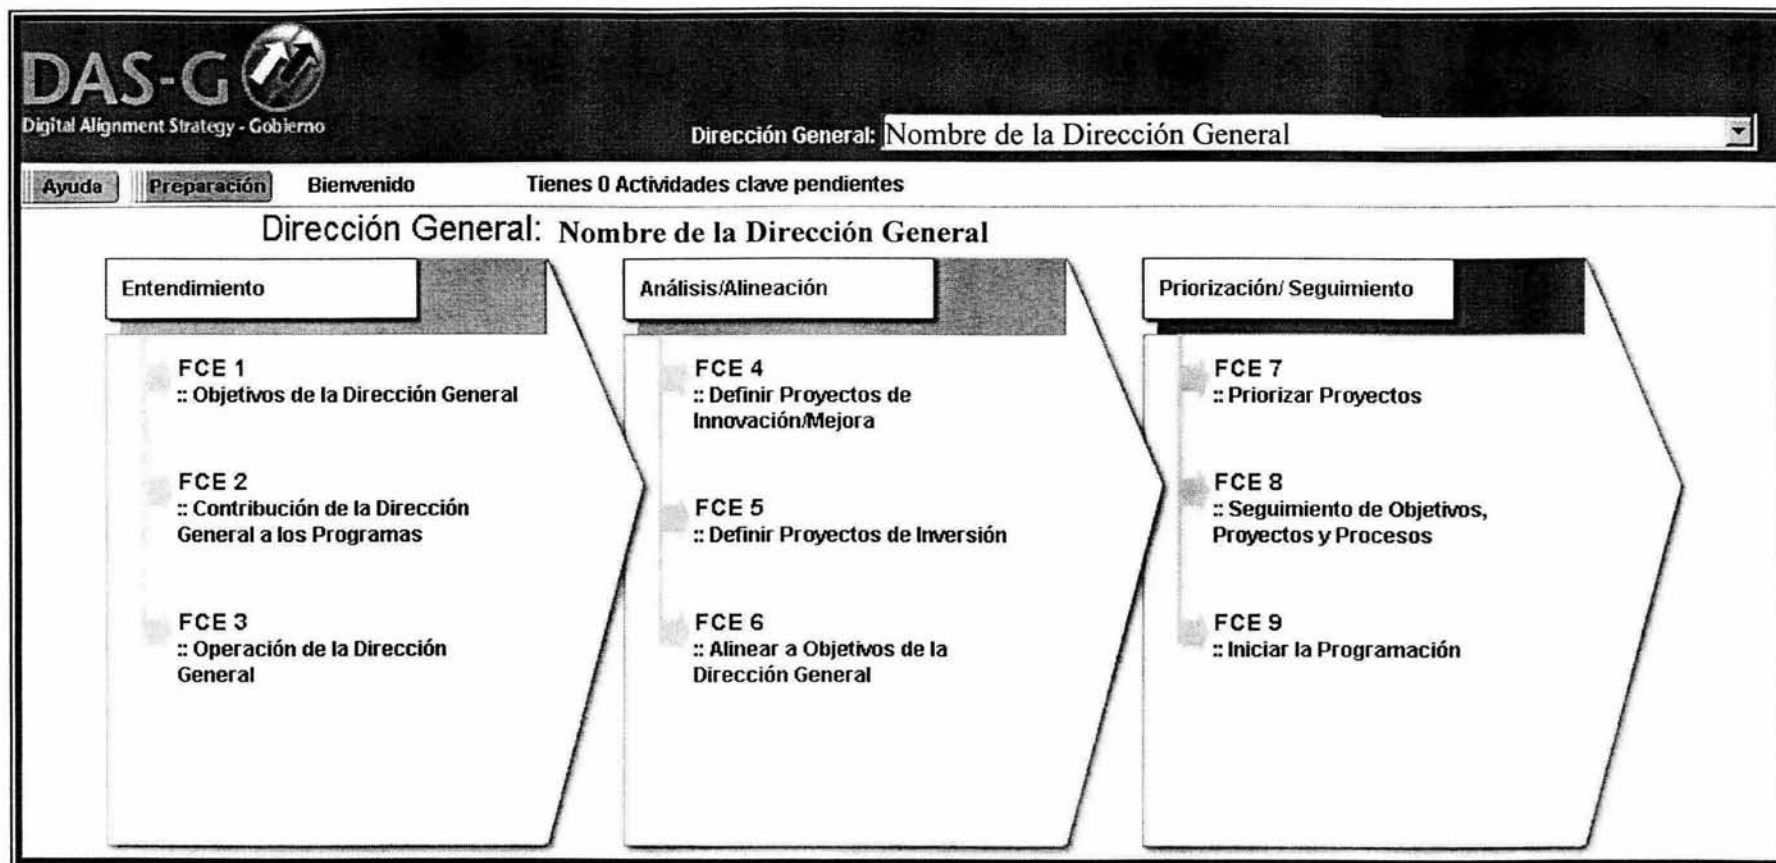 DAS-G
Digital Alignment Strategy - Gobierno
Dirección General: Nombre de la Dirección General
Ayuda Preparación Bienvenido Tienes 0 Actividades clave pendientes
Dirección General: Nombre de la Dirección General
Entendimiento
FCE 1
:: Objetivos de la Dirección General
FCE 2
:: Contribución de la Dirección
General a los Programas
FCE 3
:: Operación de la Dirección
General
Análisis/Alineación
FCE 4
:: Definir Proyectos de
Innovación/Mejora
FCE 5
:: Definir Proyectos de Inversión
FCE 6
:: Alinear a Objetivos de la
Dirección General
Priorización/ Seguimiento
FCE 7
:: Priorizar Proyectos
FCE 8
:: Seguimiento de Objetivos,
Proyectos y Procesos
FCE 9
:: Iniciar la Programación